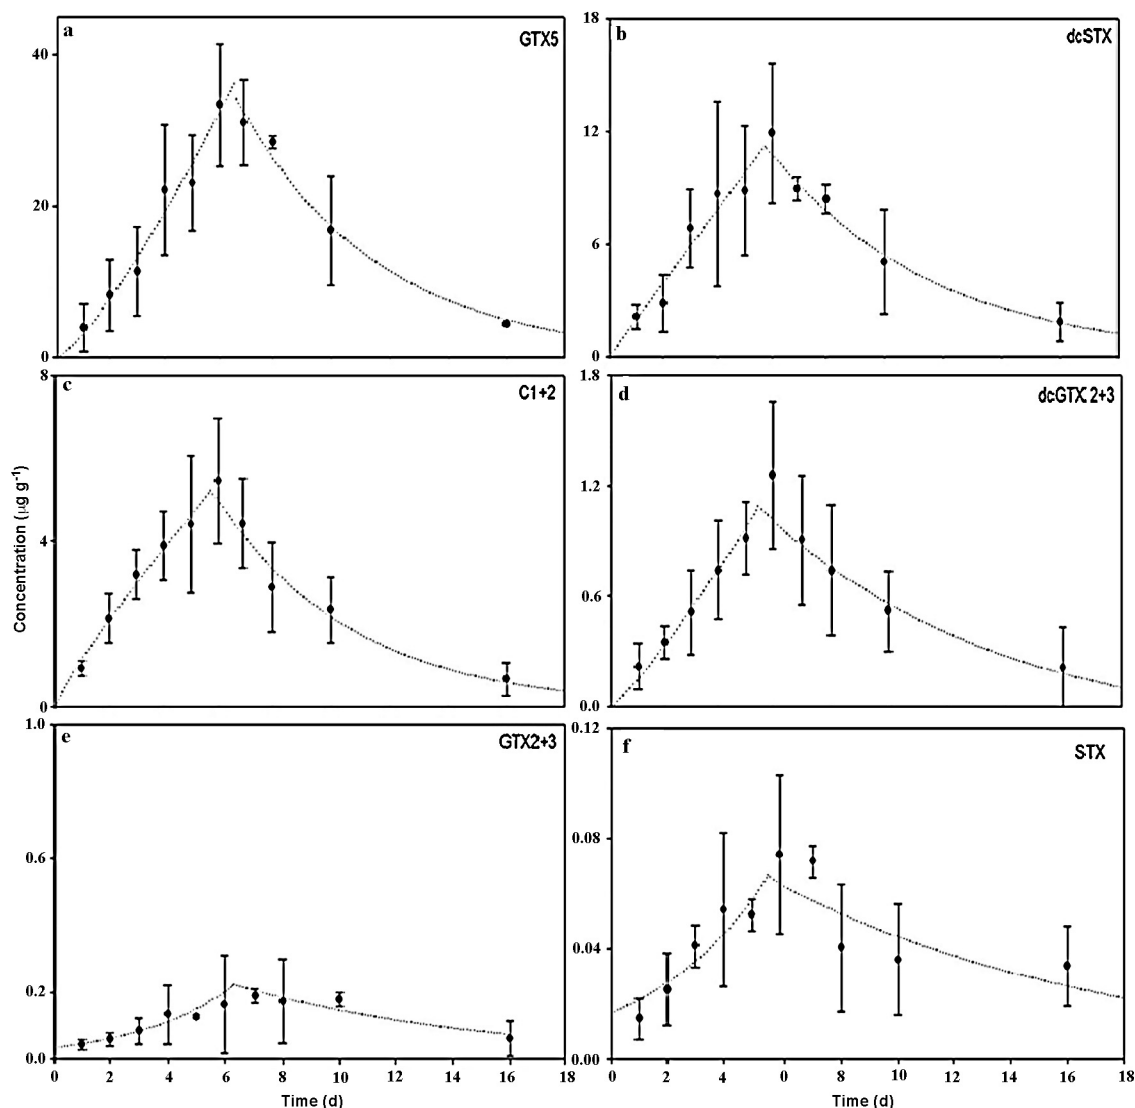 a
GTX5
40
20
0
b
dcSTX
18
12
6
0
c
C1+2
8
4
0
d
dcGTX 2+3
1.8
1.2
0.6
0.0
Concentration (µg g-1)
e
GTX2+3
1.0
0.6
0.2
0.0
0 2 4 6 8 10 12 14 16 18
Time (d)
f
STX
0.12
0.08
0.04
0.00
0 2 4 6 0 8 10 12 14 16 18
Time (d)